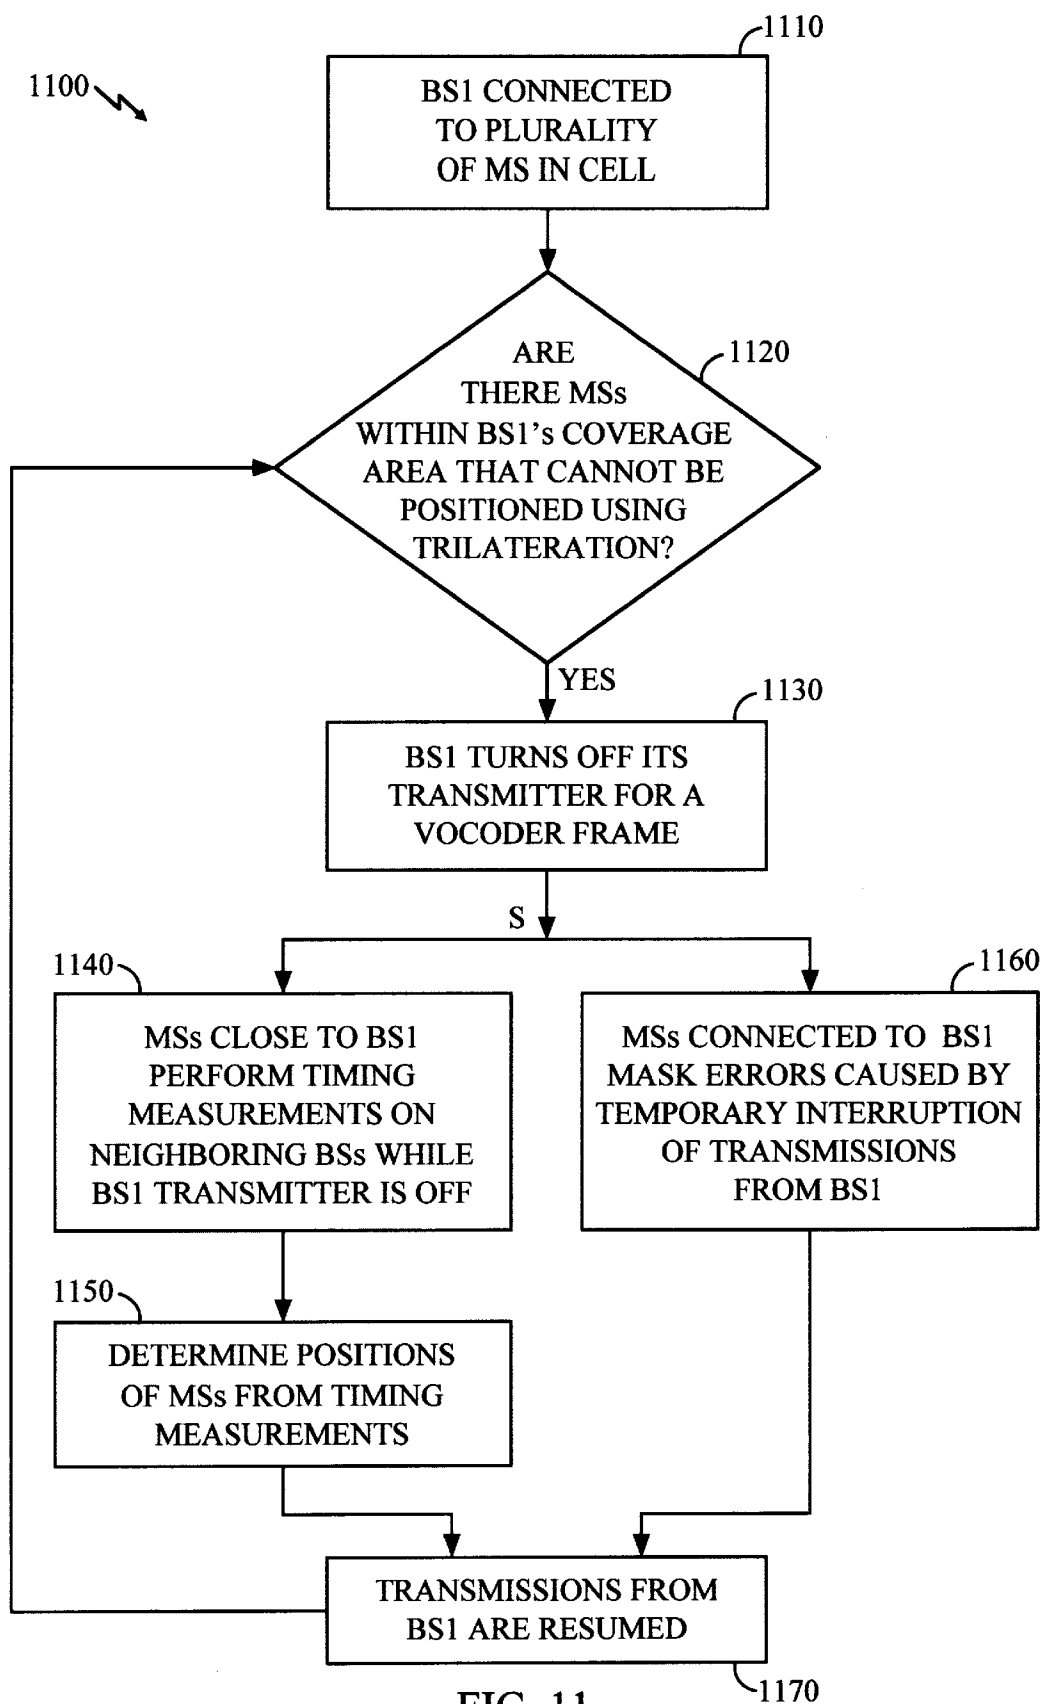 1110
1100
BS1 CONNECTED
TO PLURALITY
OF MS IN CELL
1120
ARE
THERE MSs
WITHIN BS1's COVERAGE
AREA THAT CANNOT BE
POSITIONED USING
TRILATERATION?
YES
1130
BS1 TURNS OFF ITS
TRANSMITTER FOR A
VOCODER FRAME
S
1140
1160
MSs CLOSE TO BS1
PERFORM TIMING
MEASUREMENTS ON
NEIGHBORING BSs WHILE
BS1 TRANSMITTER IS OFF
MSs CONNECTED TO BS1
MASK ERRORS CAUSED BY
TEMPORARY INTERRUPTION
OF TRANSMISSIONS
FROM BS1
1150
DETERMINE POSITIONS
OF MSs FROM TIMING
MEASUREMENTS
TRANSMISSIONS FROM
BS1 ARE RESUMED
1170
FIG. 11